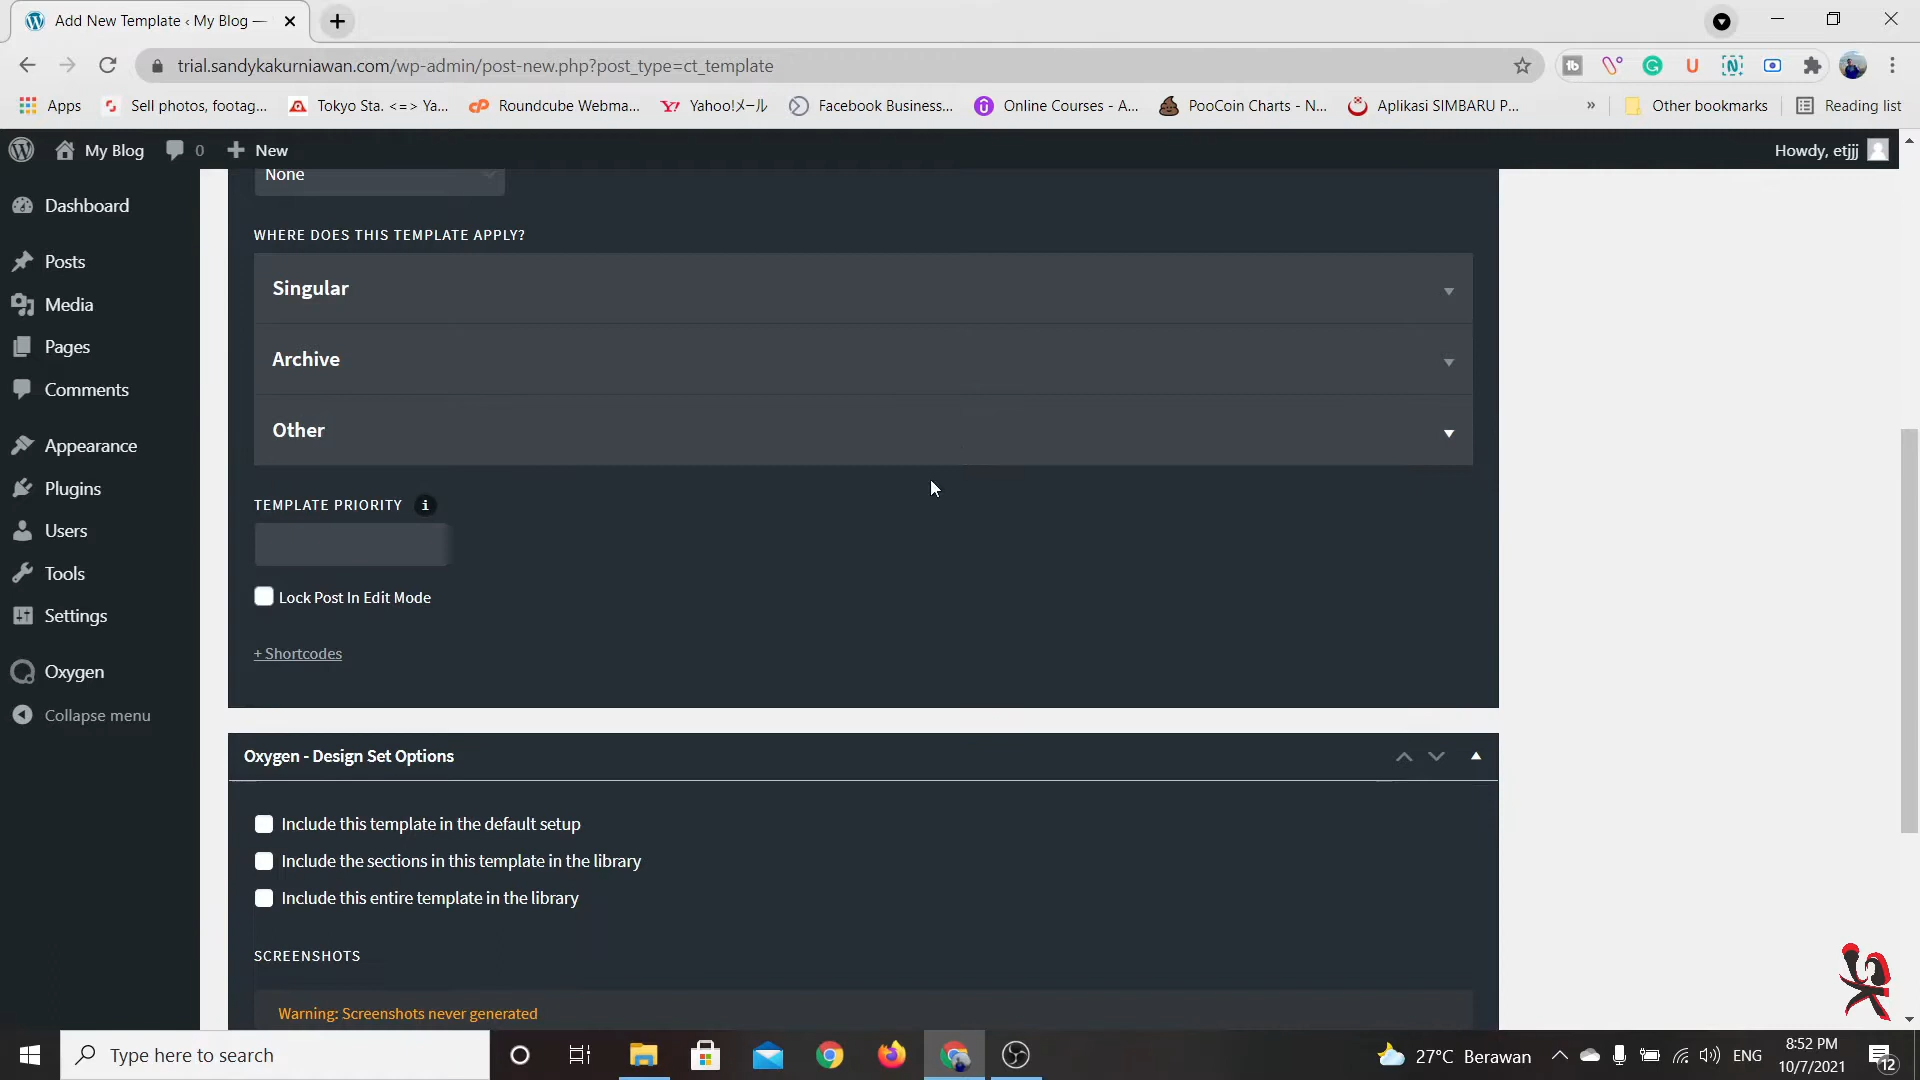 Add New Template ‹ My Blog —
trial.sandykakurniawan.com/wp-admin/post-new.php?post_type=ct_template
Apps
Sell photos, footag...
Tokyo Sta. <=> Ya...
Roundcube Webma...
Yahoo!メール
Facebook Business...
Online Courses - A...
PooCoin Charts - N...
Aplikasi SIMBARU P...
»
Other bookmarks
Reading list
My Blog
0
New
Howdy, etjjj
Dashboard
Posts
Media
Pages
Comments
Appearance
Plugins
Users
Tools
Settings
Oxygen
Collapse menu
None
WHERE DOES THIS TEMPLATE APPLY?
Singular
Archive
Other
TEMPLATE PRIORITY i
Lock Post In Edit Mode
+ Shortcodes
Oxygen - Design Set Options
Include this template in the default setup
Include the sections in this template in the library
Include this entire template in the library
SCREENSHOTS
Warning: Screenshots never generated
Type here to search
27°C Berawan
ENG
8:52 PM
10/7/2021
12